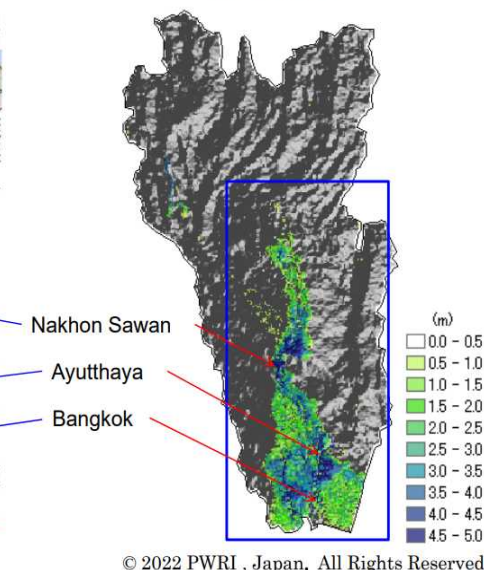 Nakhon Sawan
Ayutthaya
Bangkok
(m)
0.0 - 0.5
0.5 - 1.0
1.0 - 1.5
1.5 - 2.0
2.0 - 2.5
2.5 - 3.0
3.0 - 3.5
3.5 - 4.0
4.0 - 4.5
4.5 - 5.0
© 2022 PWRI , Japan, All Rights Reserved